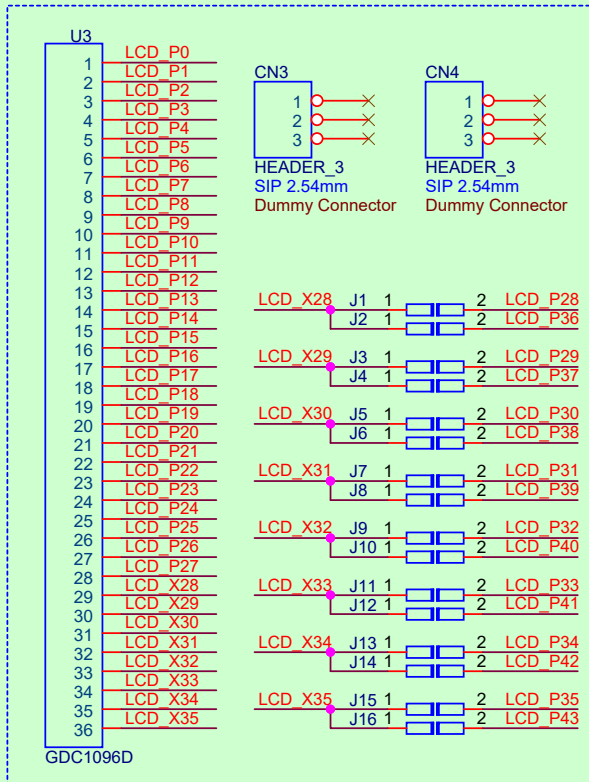 U3
1 LCD_P0
2 LCD_P1
3 LCD_P2
4 LCD_P3
5 LCD_P4
6 LCD_P5
7 LCD_P6
8 LCD_P7
9 LCD_P8
10 LCD_P9
11 LCD_P10
12 LCD_P11
13 LCD_P12
14 LCD_P13
15 LCD_P14
16 LCD_P15
17 LCD_P16
18 LCD_P17
19 LCD_P18
20 LCD_P19
21 LCD_P20
22 LCD_P21
23 LCD_P22
24 LCD_P23
25 LCD_P24
26 LCD_P25
27 LCD_P26
28 LCD_P27
29 LCD_X28
30 LCD_X29
31 LCD_X30
32 LCD_X31
33 LCD_X32
34 LCD_X33
35 LCD_X34
36 LCD_X35
GDC1096D
CN3
1
2
3
HEADER_3
SIP 2.54mm
Dummy Connector
CN4
1
2
3
HEADER_3
SIP 2.54mm
Dummy Connector
LCD_X28 J1 1 2 LCD_P28
J2 1 2 LCD_P36
LCD_X29 J3 1 2 LCD_P29
J4 1 2 LCD_P37
LCD_X30 J5 1 2 LCD_P30
J6 1 2 LCD_P38
LCD_X31 J7 1 2 LCD_P31
J8 1 2 LCD_P39
LCD_X32 J9 1 2 LCD_P32
J10 1 2 LCD_P40
LCD_X33 J11 1 2 LCD_P33
J12 1 2 LCD_P41
LCD_X34 J13 1 2 LCD_P34
J14 1 2 LCD_P42
LCD_X35 J15 1 2 LCD_P35
J16 1 2 LCD_P43